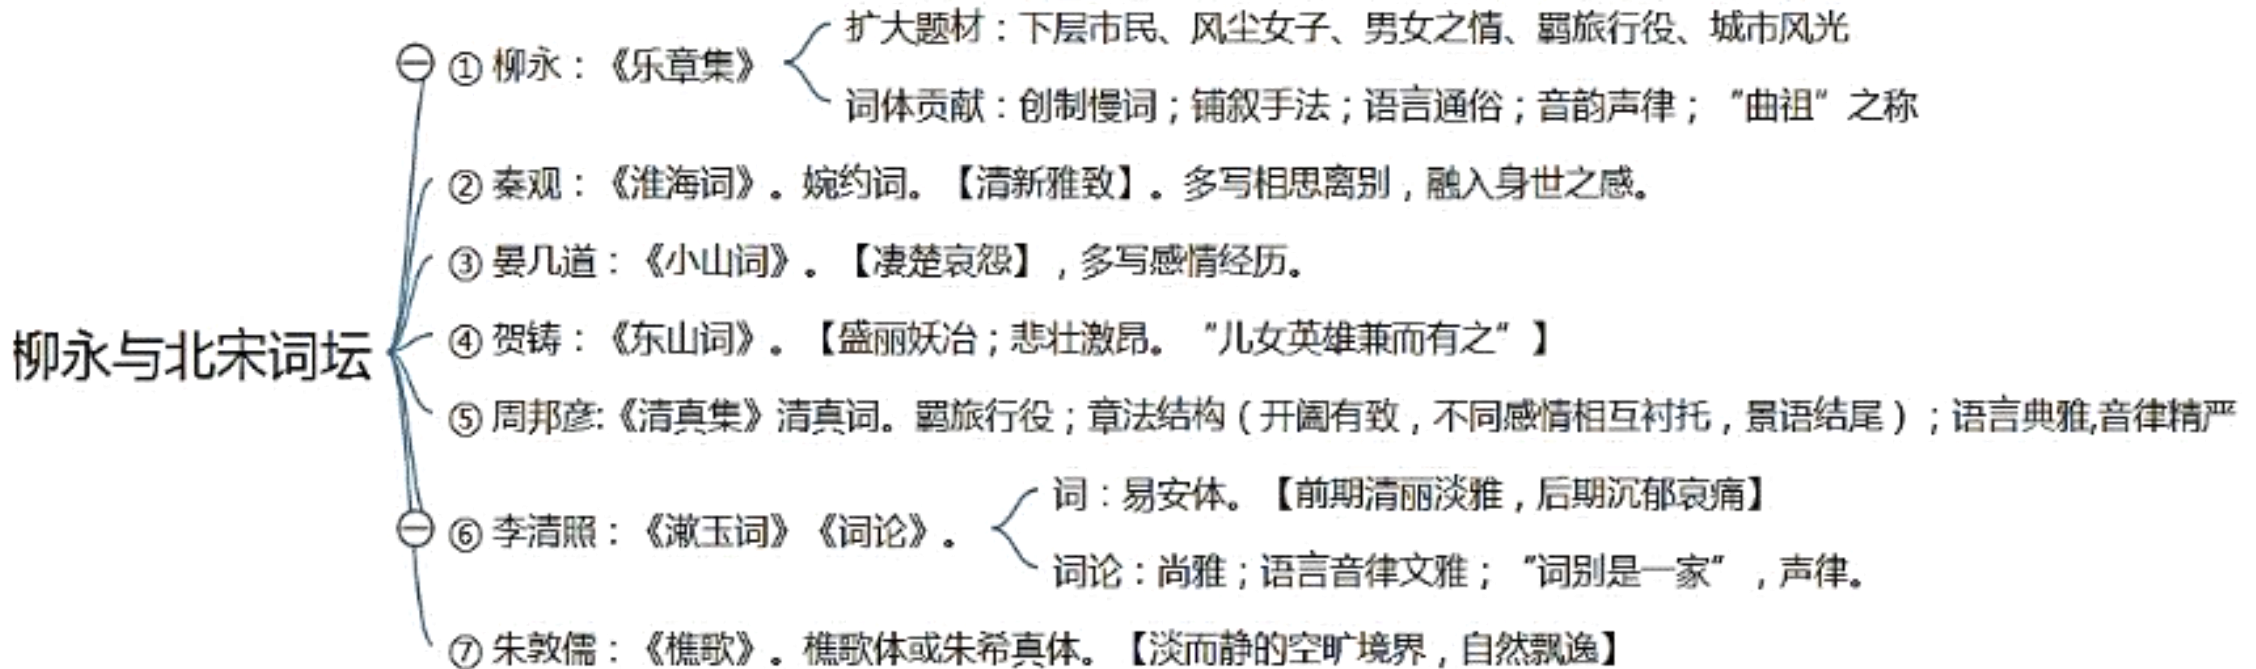 扩大题材：下层市民、风尘女子、男女之情、羁旅行役、城市风光
① 柳永：《乐章集》
词体贡献：创制慢词；铺叙手法；语言通俗；音韵声律；“曲祖”之称
② 秦观：《淮海词》。婉约词。【清新雅致】。多写相思离别，融入身世之感。
③ 晏几道：《小山词》。【凄楚哀怨】，多写感情经历。
柳永与北宋词坛
④ 贺铸：《东山词》。【盛丽妖冶；悲壮激昂。“儿女英雄兼而有之”】
⑤ 周邦彦:《清真集》清真词。羁旅行役；章法结构（开阖有致，不同感情相互衬托，景语结尾）；语言典雅,音律精严
词：易安体。【前期清丽淡雅，后期沉郁哀痛】
⑥ 李清照：《漱玉词》《词论》。
词论：尚雅；语言音律文雅；“词别是一家”，声律。
⑦ 朱敦儒：《樵歌》。樵歌体或朱希真体。【淡而静的空旷境界，自然飘逸】